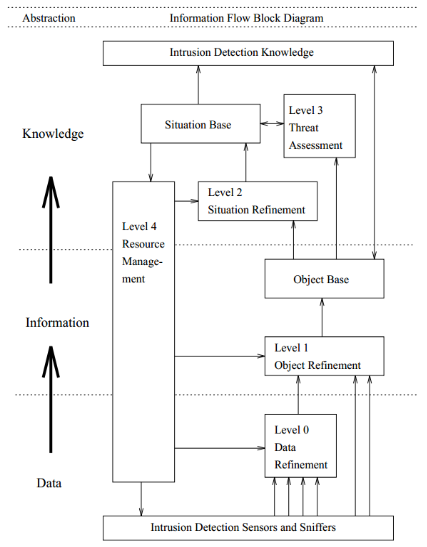 Abstraction
Information Flow Block Diagram
Intrusion Detection Knowledge
Situation Base
Level 3
Threat
Assessment
Knowledge
Level 2
Situation Refinement
Level 4
Resource
Manage-
ment
Object Base
Information
Level 1
Object Refinement
Level 0
Data
Refinement
Data
Intrusion Detection Sensors and Sniffers